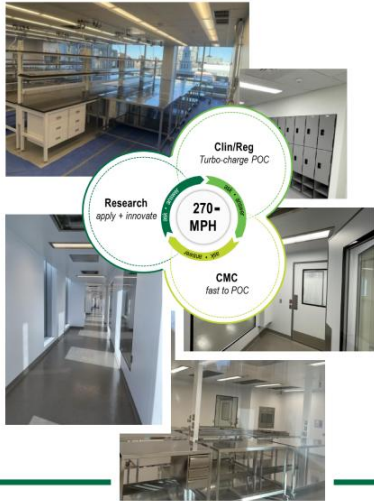 Clin/Reg
Turbo-charge POC
Research
apply + innovate
270-
MPH
CMC
fast to POC